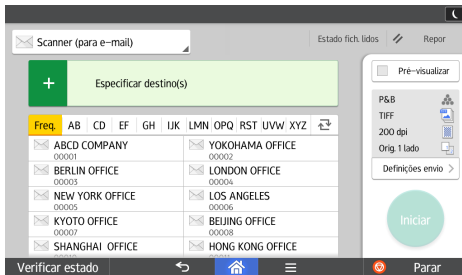 Scanner (para e-mail)
Estado fich. lidos
Repor
Especificar destino(s)
Pré-visualizar
P&B
TIFF
200 dpi
Orig. 1 lado
Definições envio >
Iniciar
Freq. AB CD EF GH IJK LMN OPQ RST UVW XYZ
ABCD COMPANY
00001
YOKOHAMA OFFICE
00002
BERLIN OFFICE
00003
LONDON OFFICE
00004
NEW YORK OFFICE
00005
LOS ANGELES
00006
KYOTO OFFICE
00007
BEIJING OFFICE
00008
SHANGHAI OFFICE
HONG KONG OFFICE
Verificar estado
Parar